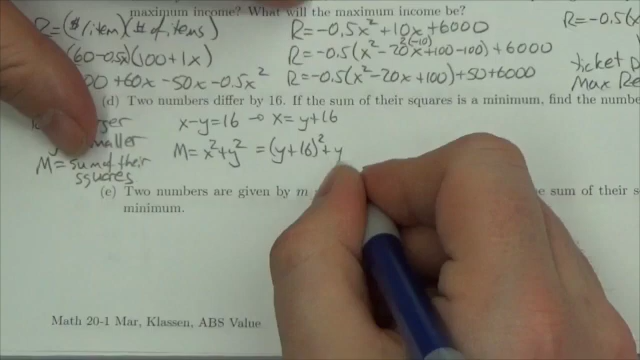 maximum income? What will the maximum income be?
R=($/item)(# of items)
(60-0.5x)(100+1x)
00 +60x -50x -0.5x²
R=-0.5x²+10x+6000
R=-0.5(x²-20x+100-100)+6000
(-10)
R=-0.5(x²-20x+100)+50+6000
R=-0.5(x
ticket p
Max Re
(d) Two numbers differ by 16. If the sum of their squares is a minimum, find the number
x-y=16 → x=y+16
smaller
M=sum of their
squares
M=x²+y² =(y+16)²+y
(e) Two numbers are given by m
he sum of their s
minimum.
Math 20-1 Mar, Klassen, ABS Value